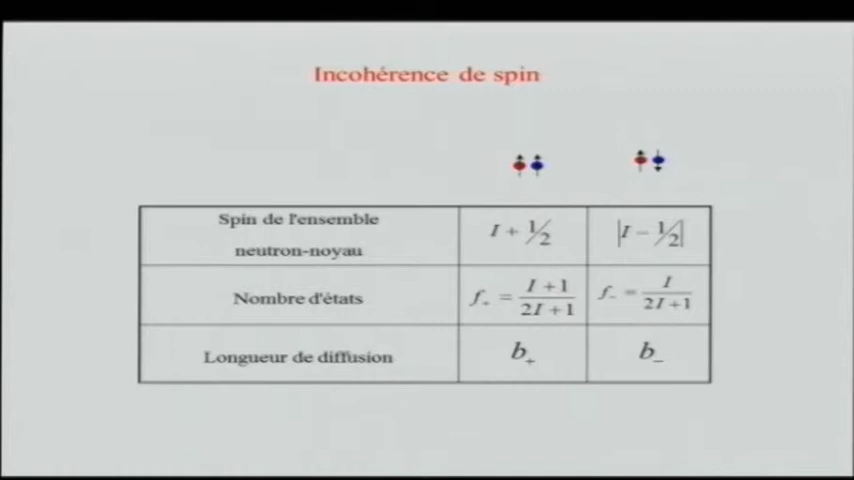 Incohérence de spin
Spin de l'ensemble
neutron-noyau
I + 1/2
|I − 1/2|
Nombre d'états
f₊ = (I + 1)/(2I + 1)
f₋ = I/(2I + 1)
Longueur de diffusion
b₊
b₋